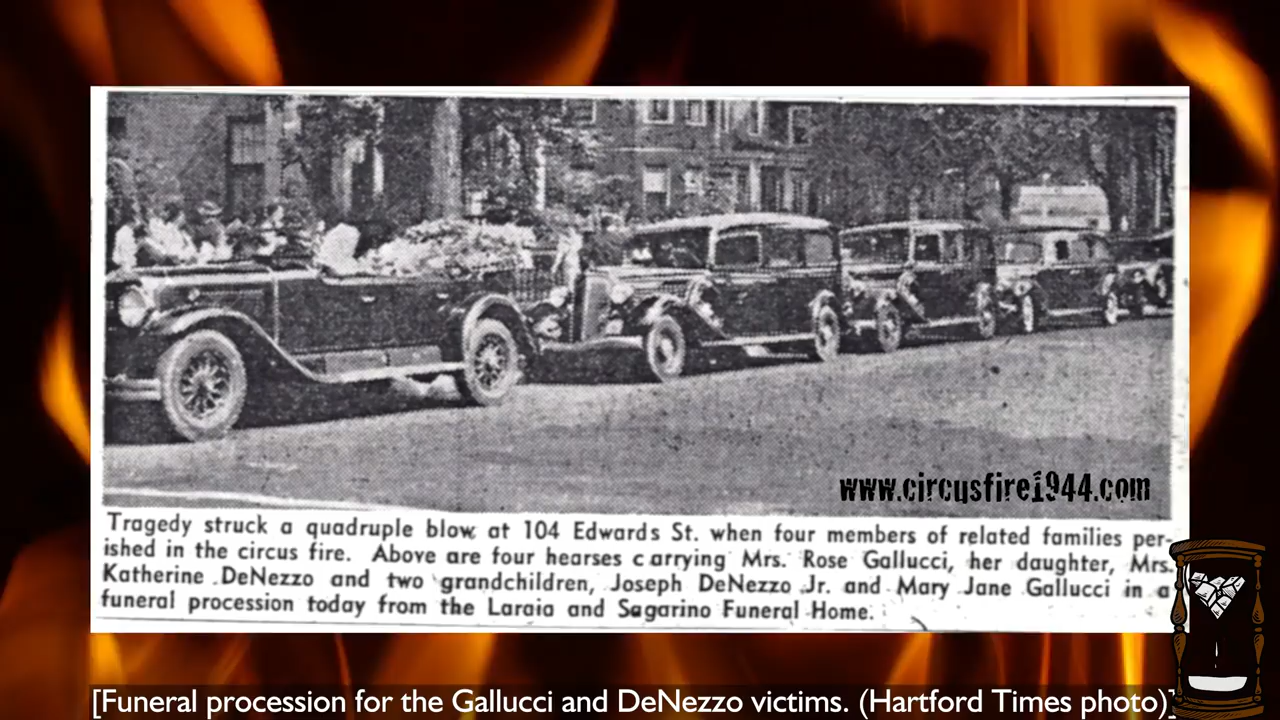 www.circusfire1944.com
Tragedy struck a quadruple blow at 104 Edwards St. when four members of related families per-
ished in the circus fire. Above are four hearses carrying Mrs. Rose Gallucci, her daughter, Mrs.
Katherine DeNezzo and two grandchildren, Joseph DeNezzo Jr. and Mary Jane Gallucci in a
funeral procession today from the Laraia and Sagarino Funeral Home.
[Funeral procession for the Gallucci and DeNezzo victims. (Hartford Times photo)]